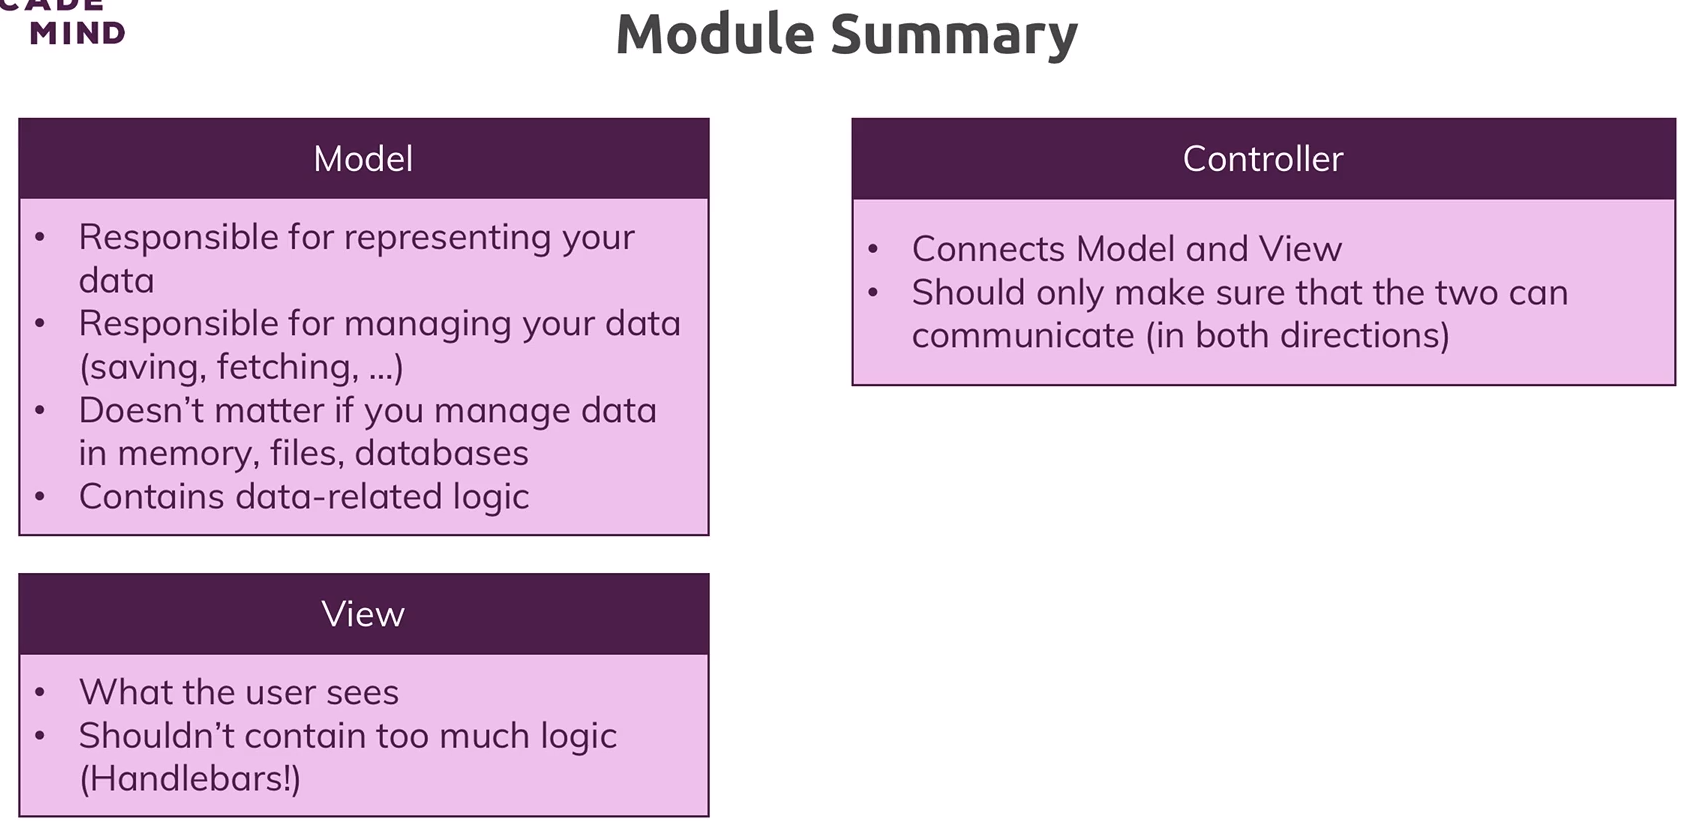 CADE
MIND
Module Summary
Model
• Responsible for representing your
data
• Responsible for managing your data
(saving, fetching, ...)
• Doesn’t matter if you manage data
in memory, files, databases
• Contains data-related logic
View
• What the user sees
• Shouldn’t contain too much logic
(Handlebars!)
Controller
• Connects Model and View
• Should only make sure that the two can
communicate (in both directions)